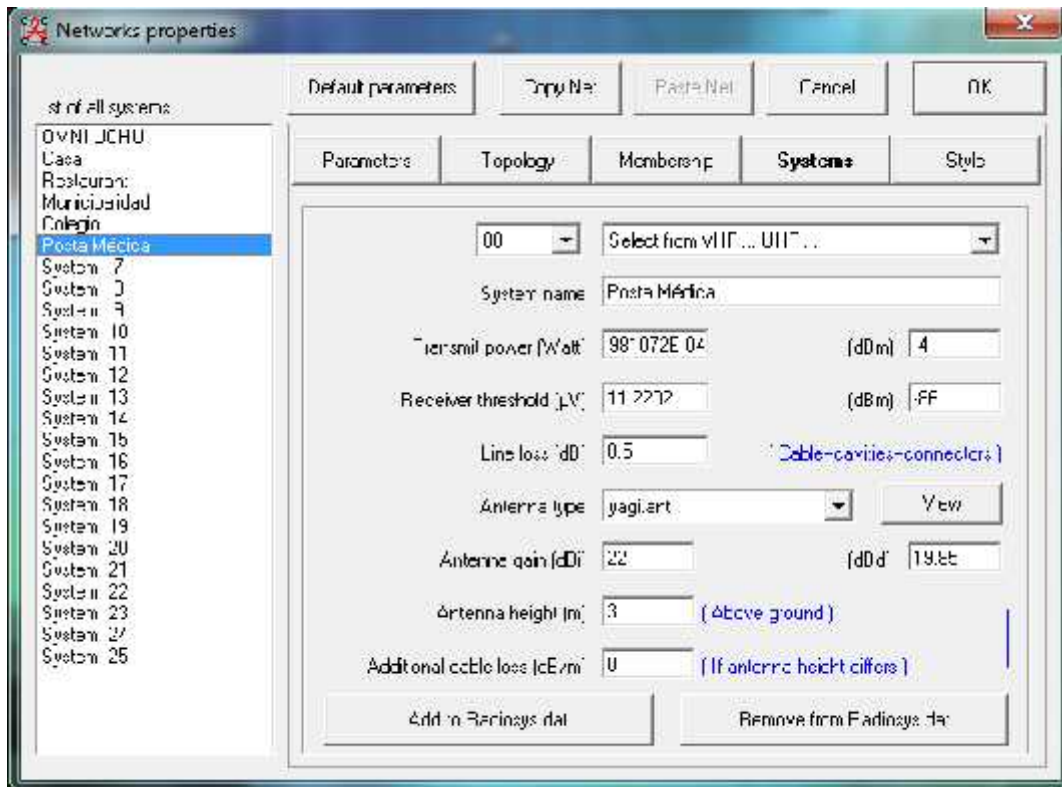 Networks properties
Default parameters
Copy Net
Paste Net
Cancel
OK
List of all systems
Casa
Restaurant
Municipalidad
Colegio
Posta Médica
System 7
System 8
System 9
System 10
System 11
System 12
System 13
System 14
System 15
System 16
System 17
System 18
System 19
System 20
System 21
System 22
System 23
System 24
System 25
Parameters
Topology
Membership
Systems
Style
00
Select from VHF ... UHF ...
System name
Posta Médica
Transmit power (Watt)
981072E-04
(dBm)
Receiver threshold (µV)
(dBm)
Line loss (dB)
0.5
( Cable+cavities+connectors )
Antenna type
yagi.ant
View
Antenna gain (dBi)
22
(dBd)
19.85
Antenna height (m)
3
( Above ground )
Additional cable loss (dB/m)
0
( If antenna height differs )
Add to Radiosys.dat
Remove from Radiosys.dat